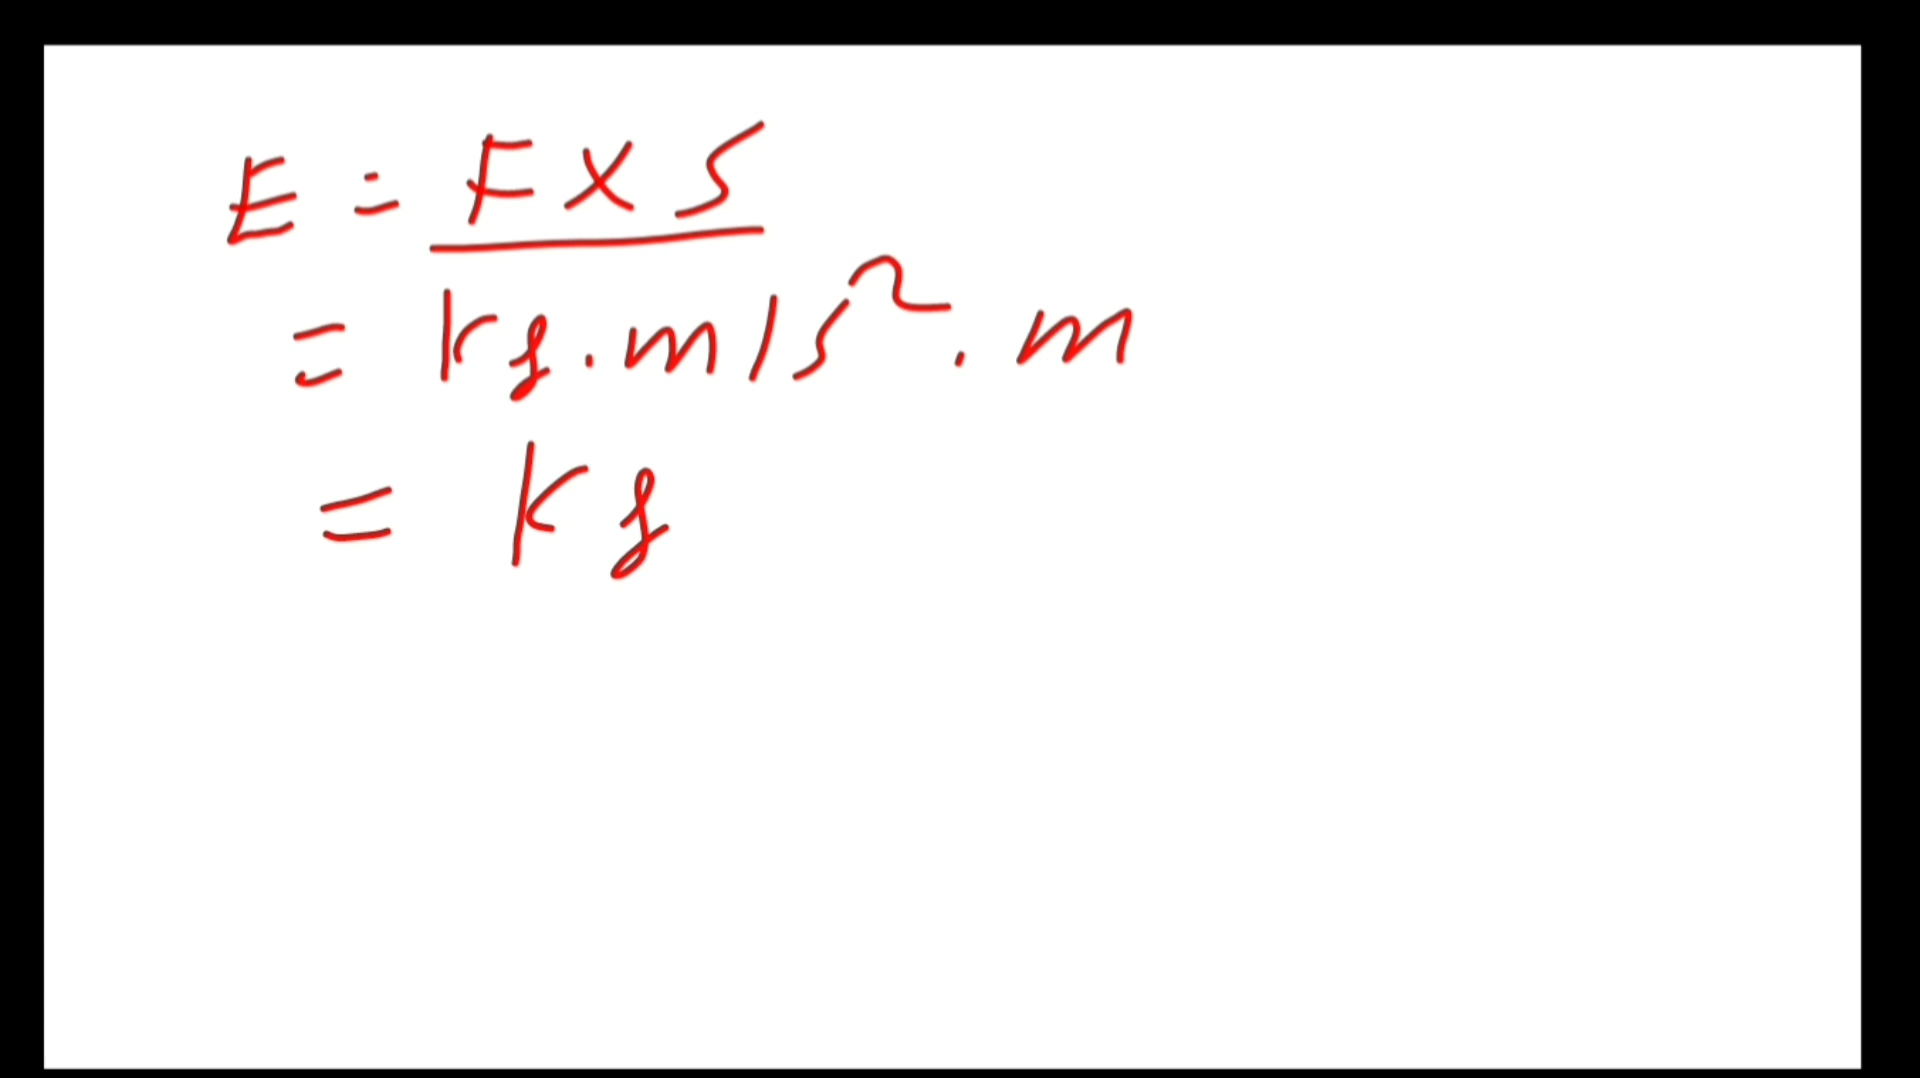 E = F x S
= kg.m/s² . m
= kg